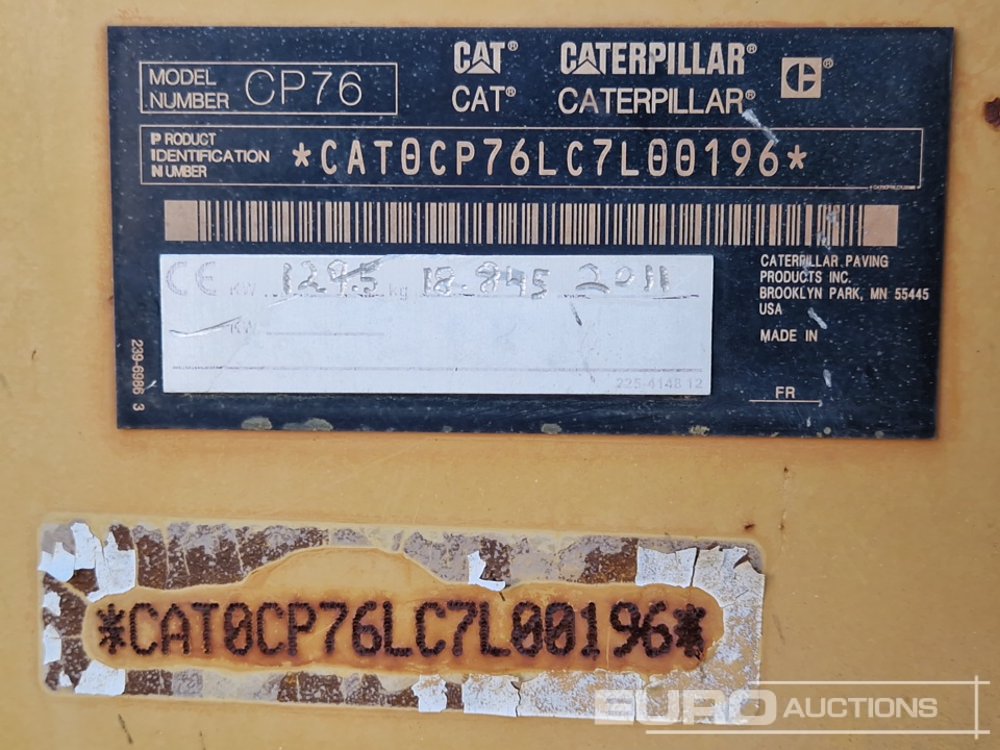 CAT® CATERPILLAR®
CAT® CATERPILLAR®
MODEL NUMBER CP76
PRODUCT IDENTIFICATION NUMBER *CAT0CP76LC7L00196*
CE KW 129.5 kg 18.845 2011
KW
CATERPILLAR PAVING
PRODUCTS INC.
BROOKLYN PARK, MN 55445
USA
MADE IN
FR
239-6986 3
225-4148 12
*CAT0CP76LC7L00196*
EURO AUCTIONS